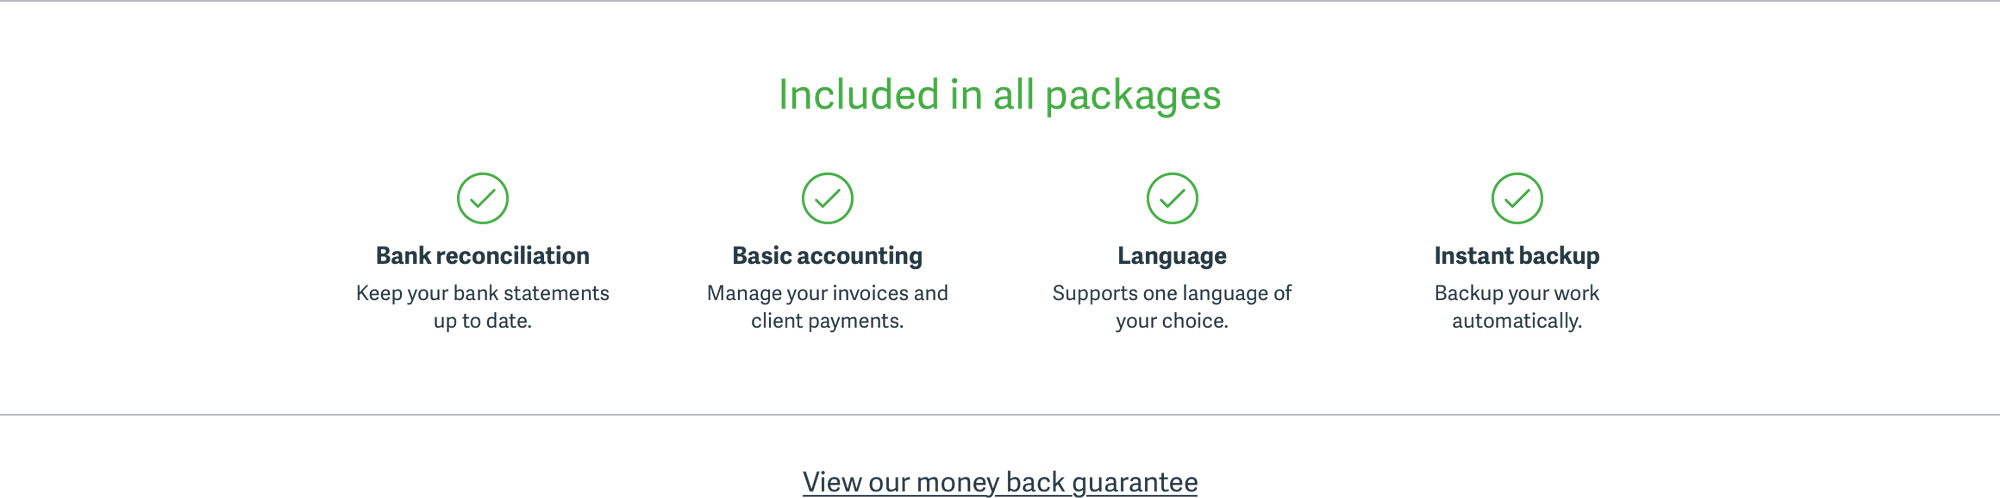 Included in all packages
Bank reconciliation
Keep your bank statements
up to date.
Basic accounting
Manage your invoices and
client payments.
Language
Supports one language of
your choice.
Instant backup
Backup your work
automatically.
View our money back guarantee